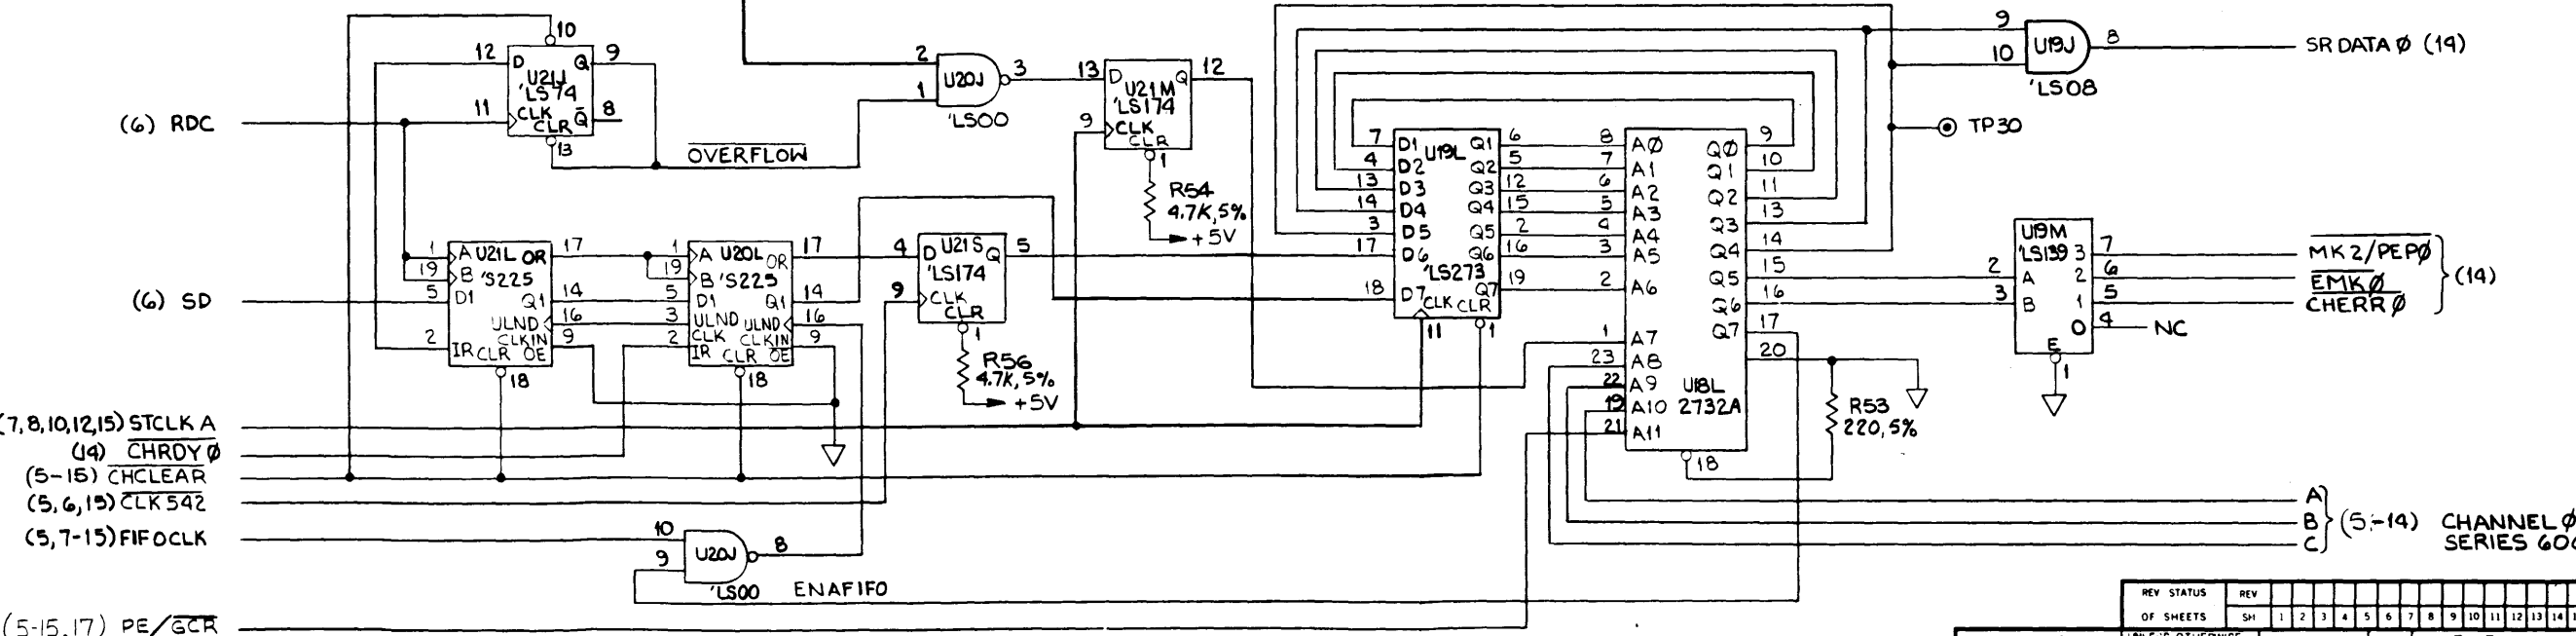 10
12 D Q 9
U21J
'LS74
11 CLK Q 8
CLR
13
(6) RDC
OVERFLOW
2
1
U20J 3
'LS00
13 D Q 12
U21M
'LS174
9 CLK
CLR
1
R54
4.7K, 5%
+5V
9
10
U19J 8
'LS08
SR DATA Ø (14)
TP30
(6) SD
1 A U21L OR 17
19 B 'S225
5 D1 Q1 14
ULND 16
CLKIN 9
2 IR CLR OE
18
1 A U20L OR 17
19 B 'S225
5 D1 Q1 14
3 ULND ULND 16
CLK CLKIN 9
2 IR CLR OE
18
4 D U21S Q 5
'LS174
9 CLK
CLR
1
R56
4.7K, 5%
+5V
7 D1 U19L Q1 6
4 D2 Q2 5
13 D3 Q3 12
14 D4 Q4 15
3 D5 Q5 2
17 D6 Q6 16
'LS273
18 D7 CLK CLR Q7 19
11
1
8 AØ QØ 9
7 A1 Q1 10
6 A2 Q2 11
5 A3 Q3 13
4 A4 Q4 14
3 A5 Q5 15
2 A6 Q6 16
1 A7 Q7 17
23 A8 20
22 A9 U18L
19 A10 2732A
21 A11
18
R53
220, 5%
U19M
'LS139 3 7
2 A 2 6
3 B 1 5
0 4 NC
E
1
MK2/PEPØ
EMKØ
CHERRØ
(14)
(7,8,10,12,15) STCLK A
(14) CHRDYØ
(5-15) CHCLEAR
(5,6,15) CLK542
(5,7-15) FIFOCLK
10
9
U20J 8
'LS00 ENAFIFO
(5-15,17) PE/GCR
A
B (5-14) CHANNEL Ø
C SERIES
REV STATUS REV
OF SHEETS SH 1 2 3 4 5 6 7 8 9 10 11 12 13 14